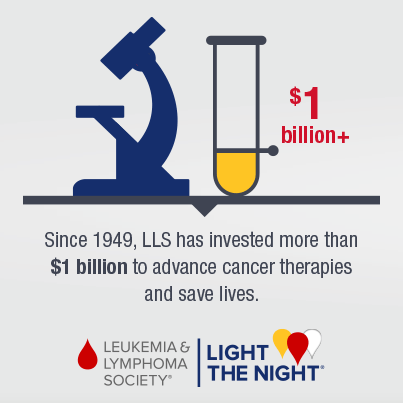 $1
billion+
Since 1949, LLS has invested more than
$1 billion to advance cancer therapies
and save lives.
LEUKEMIA &
LYMPHOMA
SOCIETY®
LIGHT
THE NIGHT®